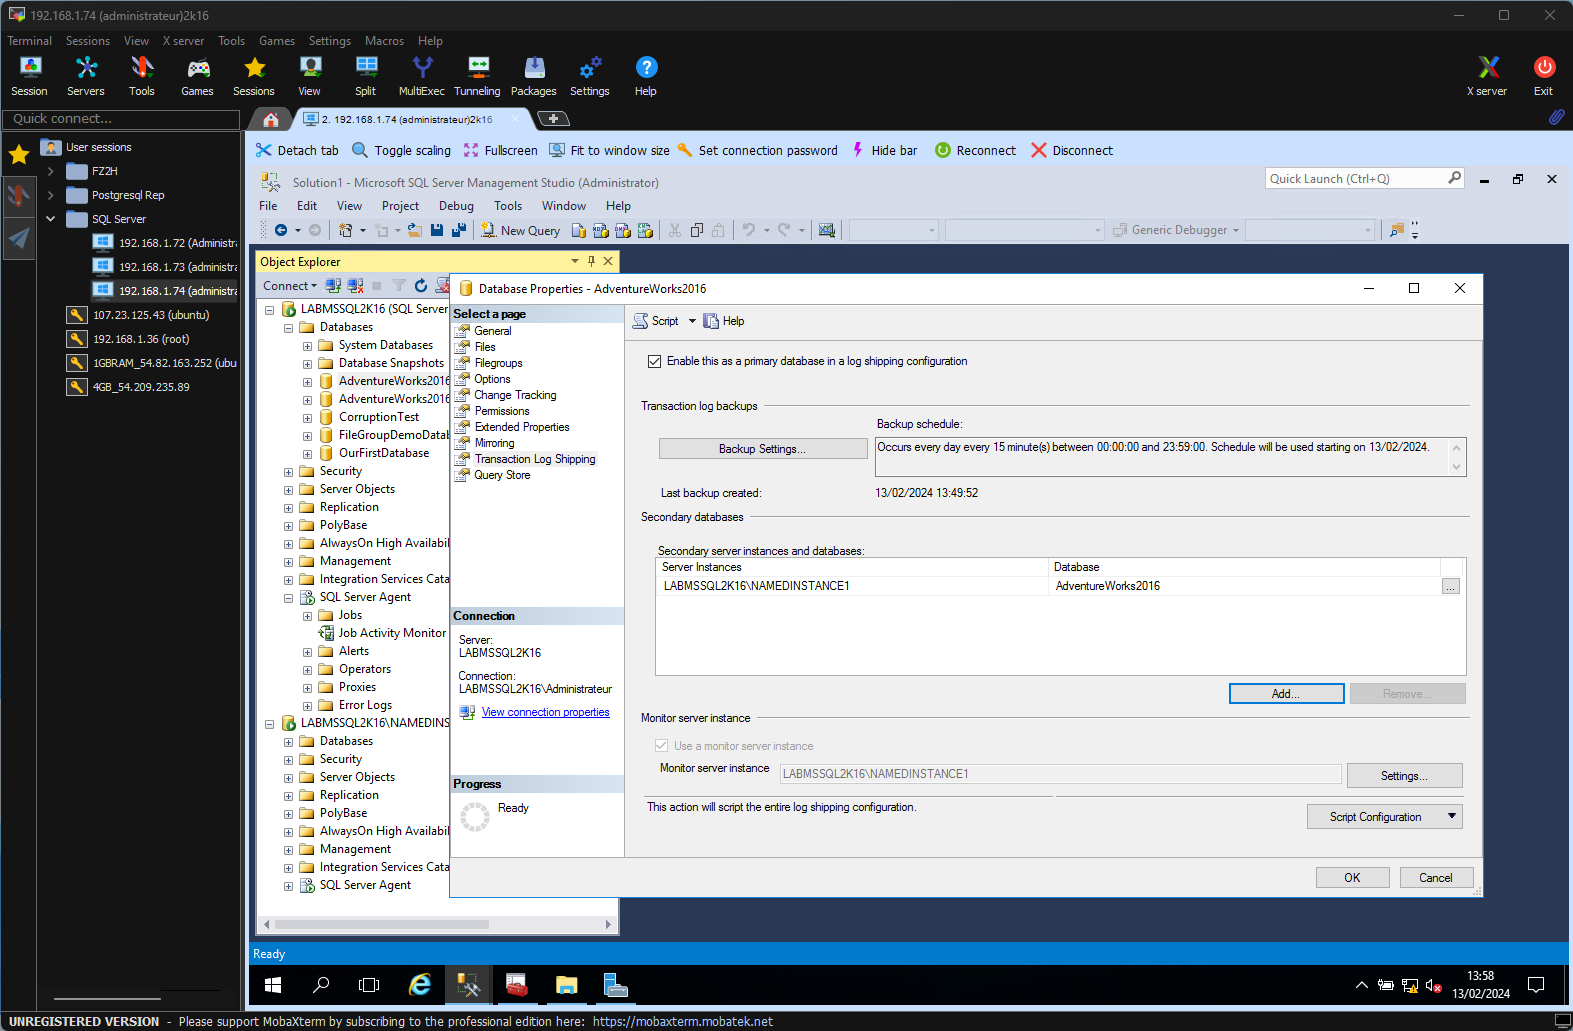 192.168.1.74 (administrateur)2k16
Terminal Sessions View X server Tools Games Settings Macros Help
Session Servers Tools Games Sessions View Split MultiExec Tunneling Packages Settings Help X server Exit
Quick connect...
2. 192.168.1.74 (administrateur)2k16
User sessions
FZ2H
Postgresql Rep
SQL Server
192.168.1.72 (Administra
192.168.1.73 (administra
192.168.1.74 (administra
107.23.125.43 (ubuntu)
192.168.1.36 (root)
1GBRAM_54.82.163.252 (ubu
4GB_54.209.235.89
Detach tab Toggle scaling Fullscreen Fit to window size Set connection password Hide bar Reconnect Disconnect
Solution1 - Microsoft SQL Server Management Studio (Administrator)
Quick Launch (Ctrl+Q)
File Edit View Project Debug Tools Window Help
New Query
Generic Debugger
Object Explorer
Connect
LABMSSQL2K16 (SQL Server
Databases
System Databases
Database Snapshots
AdventureWorks2016
AdventureWorks2016
CorruptionTest
FileGroupDemoDatab
OurFirstDatabase
Security
Server Objects
Replication
PolyBase
AlwaysOn High Availabil
Management
Integration Services Cata
SQL Server Agent
Jobs
Job Activity Monitor
Alerts
Operators
Proxies
Error Logs
LABMSSQL2K16\NAMEDINS
Databases
Security
Server Objects
Replication
PolyBase
AlwaysOn High Availabil
Management
Integration Services Cata
SQL Server Agent
Database Properties - AdventureWorks2016
Select a page
General
Files
Filegroups
Options
Change Tracking
Permissions
Extended Properties
Mirroring
Transaction Log Shipping
Query Store
Connection
Server:
LABMSSQL2K16
Connection:
LABMSSQL2K16\Administrateur
View connection properties
Progress
Ready
Script Help
Enable this as a primary database in a log shipping configuration
Transaction log backups
Backup schedule:
Backup Settings...
Occurs every day every 15 minute(s) between 00:00:00 and 23:59:00. Schedule will be used starting on 13/02/2024.
Last backup created: 13/02/2024 13:49:52
Secondary databases
Secondary server instances and databases:
Server Instances Database
LABMSSQL2K16\NAMEDINSTANCE1 AdventureWorks2016 ...
Add... Remove...
Monitor server instance
Use a monitor server instance
Monitor server instance LABMSSQL2K16\NAMEDINSTANCE1 Settings...
This action will script the entire log shipping configuration.
Script Configuration
OK Cancel
Ready
13:58
13/02/2024
UNREGISTERED VERSION - Please support MobaXterm by subscribing to the professional edition here: https://mobaxterm.mobatek.net